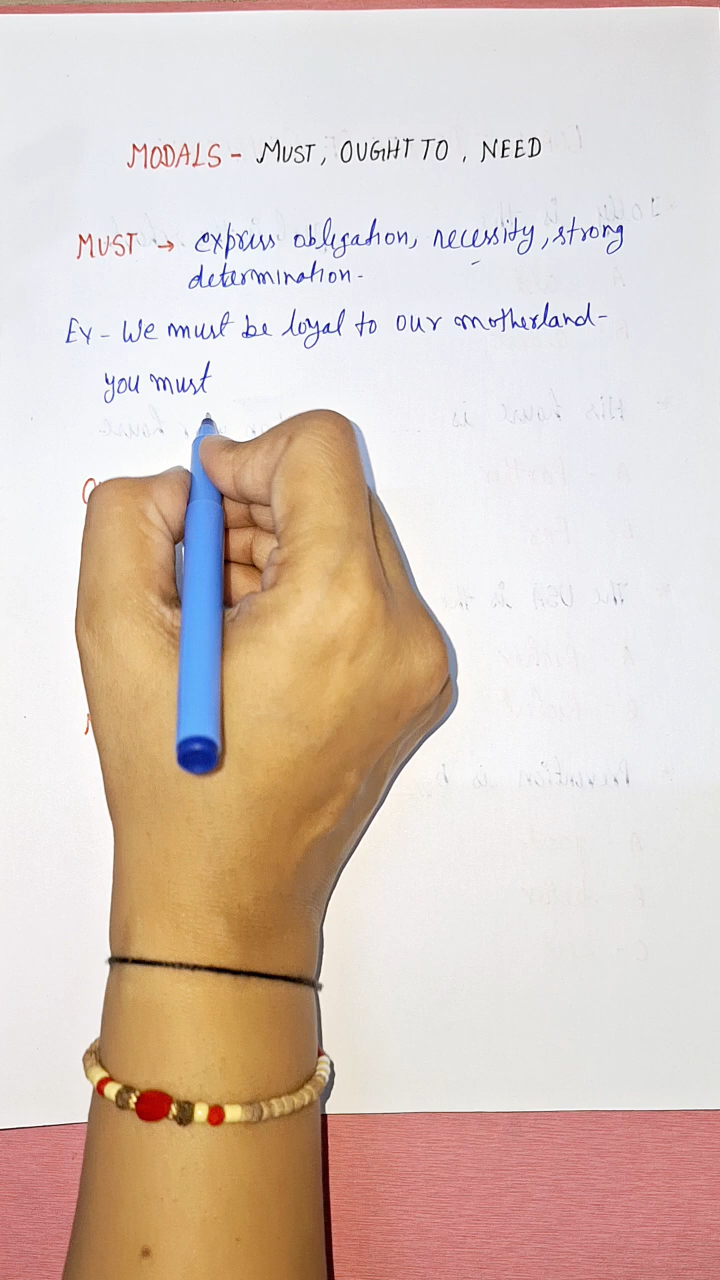 MODALS - MUST, OUGHT TO, NEED
MUST → express obligation, necessity, strong
determination.
Ex - We must be loyal to our motherland-
you must